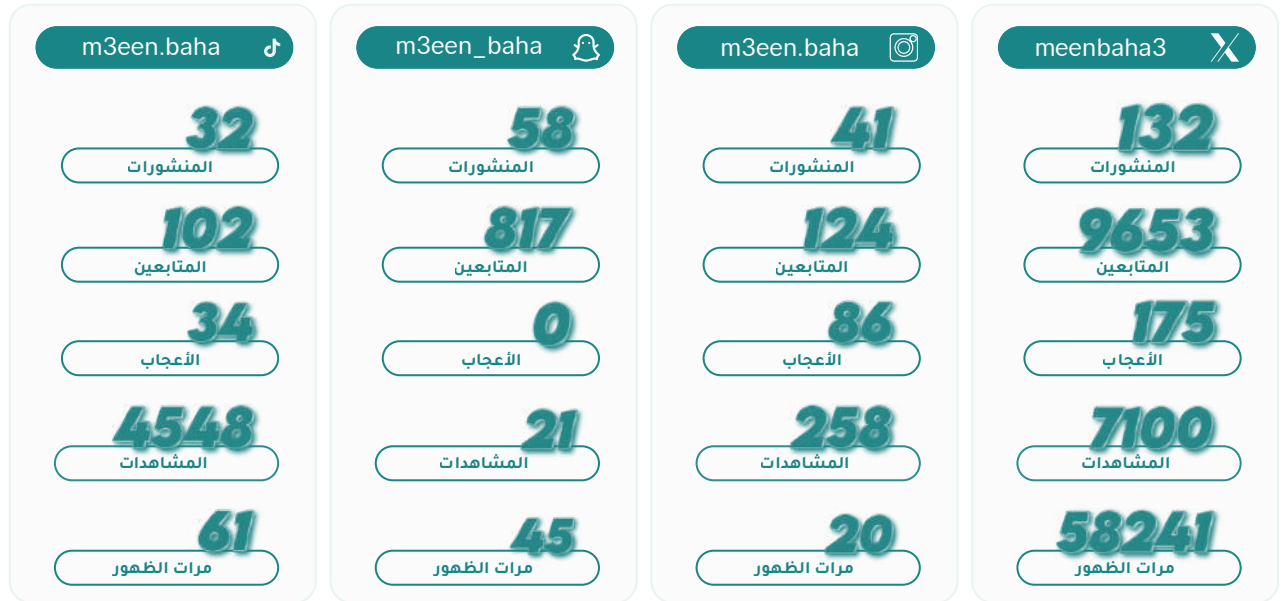 meenbaha3
132
المنشورات
9653
المتابعين
175
الأعجاب
7100
المشاهدات
58241
مرات الظهور
m3een.baha
41
المنشورات
124
المتابعين
86
الأعجاب
258
المشاهدات
20
مرات الظهور
m3een_baha
58
المنشورات
817
المتابعين
0
الأعجاب
21
المشاهدات
45
مرات الظهور
m3een.baha
32
المنشورات
102
المتابعين
34
الأعجاب
4548
المشاهدات
61
مرات الظهور